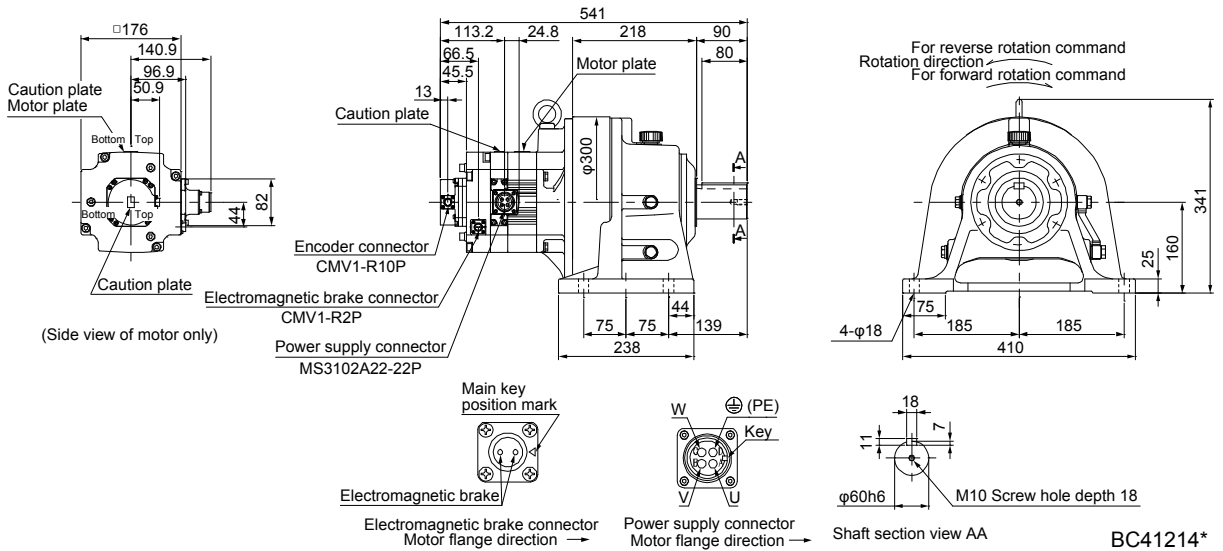 □176
140.9
96.9
50.9
Caution plate
Motor plate
Bottom Top
Bottom Top
44
82
Caution plate
(Side view of motor only)
541
113.2 24.8 218 90
66.5 80
45.5
13
Motor plate
Caution plate
φ300
A
A
Encoder connector
CMV1-R10P
Electromagnetic brake connector
CMV1-R2P
Power supply connector
MS3102A22-22P
44
75 75 139
238
For reverse rotation command
Rotation direction
For forward rotation command
341
160
25
75
4-φ18
185 185
410
Main key
position mark
Electromagnetic brake
Electromagnetic brake connector
Motor flange direction →
W
(PE)
Key
V
U
Power supply connector
Motor flange direction →
18
7
11
φ60h6
M10 Screw hole depth 18
Shaft section view AA
BC41214*